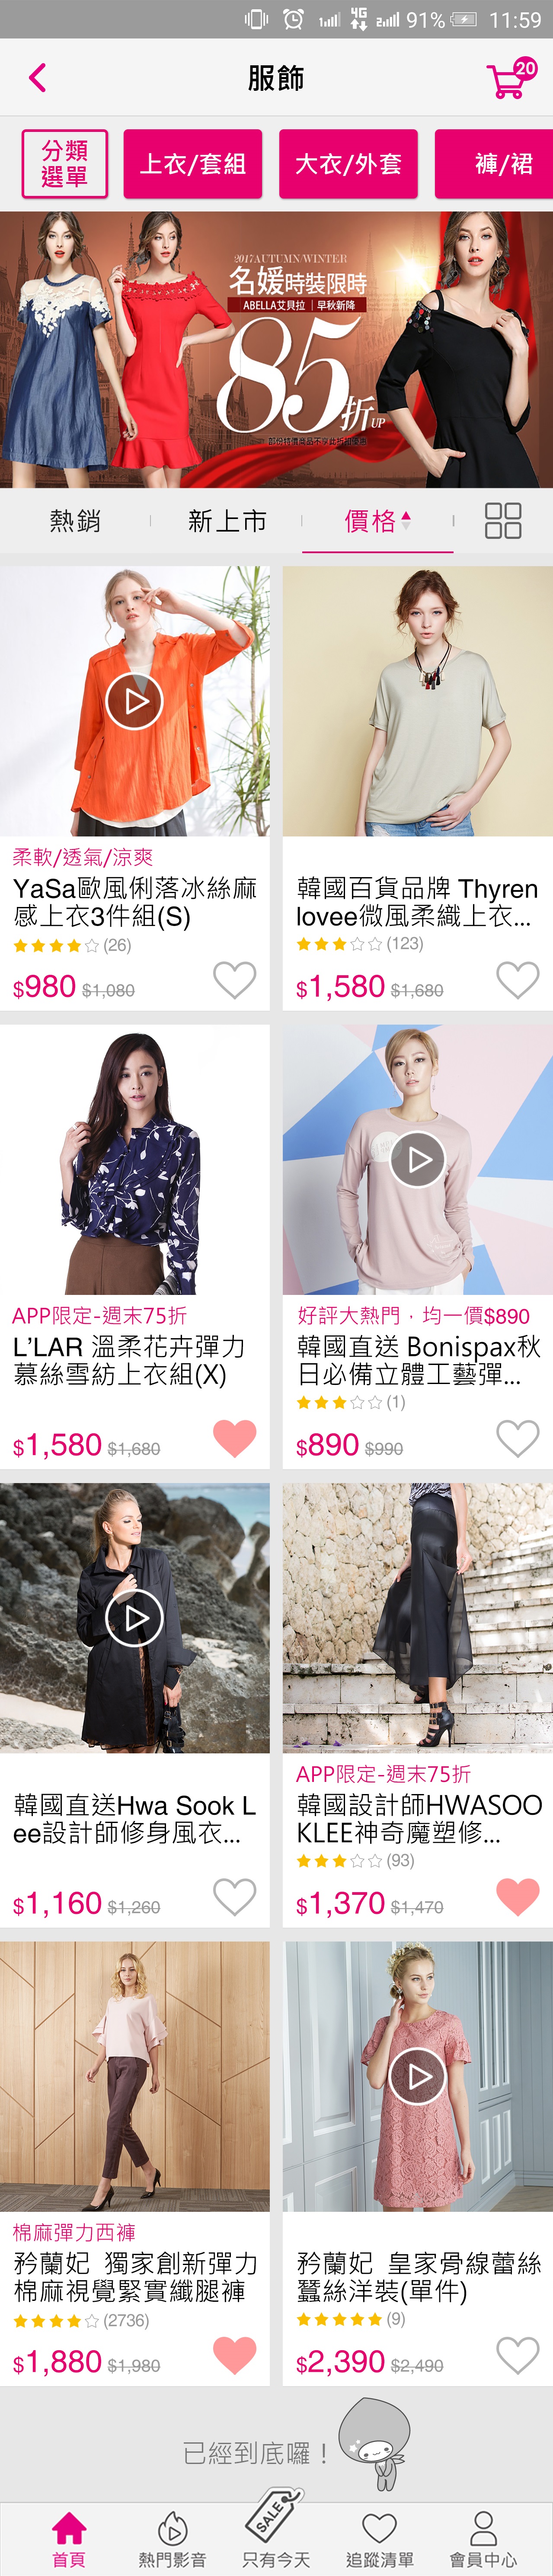 4G 91% 11:59
服飾
20
分類
選單
上衣/套組
大衣/外套
褲/裙
2017AUTUMN/WINTER
名媛時裝限時
ABELLA艾貝拉 | 早秋新降
85折UP
部份特價商品不享此折扣優惠
熱銷
新上市
價格
柔軟/透氣/涼爽
YaSa歐風俐落冰絲麻
感上衣3件組(S)
(26)
$980 $1,080
韓國百貨品牌 Thyren
lovee微風柔織上衣...
(123)
$1,580 $1,680
APP限定-週末75折
L’LAR 溫柔花卉彈力
慕絲雪紡上衣組(X)
$1,580 $1,680
好評大熱門，均一價$890
韓國直送 Bonispax秋
日必備立體工藝彈...
(1)
$890 $990
韓國直送Hwa Sook L
ee設計師修身風衣...
$1,160 $1,260
APP限定-週末75折
韓國設計師HWASOO
KLEE神奇魔塑修...
(93)
$1,370 $1,470
棉麻彈力西褲
矜蘭妃 獨家創新彈力
棉麻視覺緊實纖腿褲
(2736)
$1,880 $1,980
矜蘭妃 皇家骨線蕾絲
蠶絲洋裝(單件)
(9)
$2,390 $2,490
已經到底囉！
SALE
首頁
熱門影音
只有今天
追蹤清單
會員中心